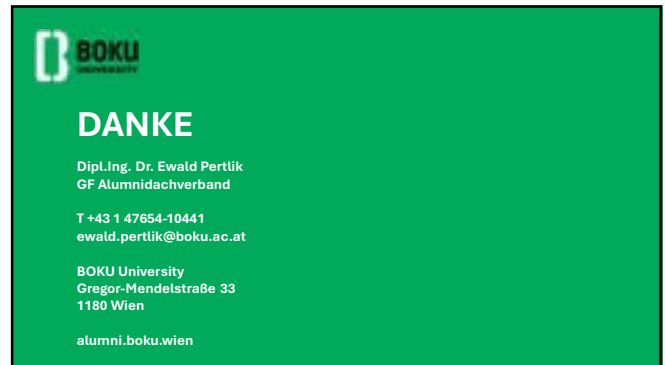 BOKU
UNIVERSITY
DANKE
Dipl.Ing. Dr. Ewald Pertlik
GF Alumnidachverband
T +43 1 47654-10441
ewald.pertlik@boku.ac.at
BOKU University
Gregor-Mendelstraße 33
1180 Wien
alumni.boku.wien